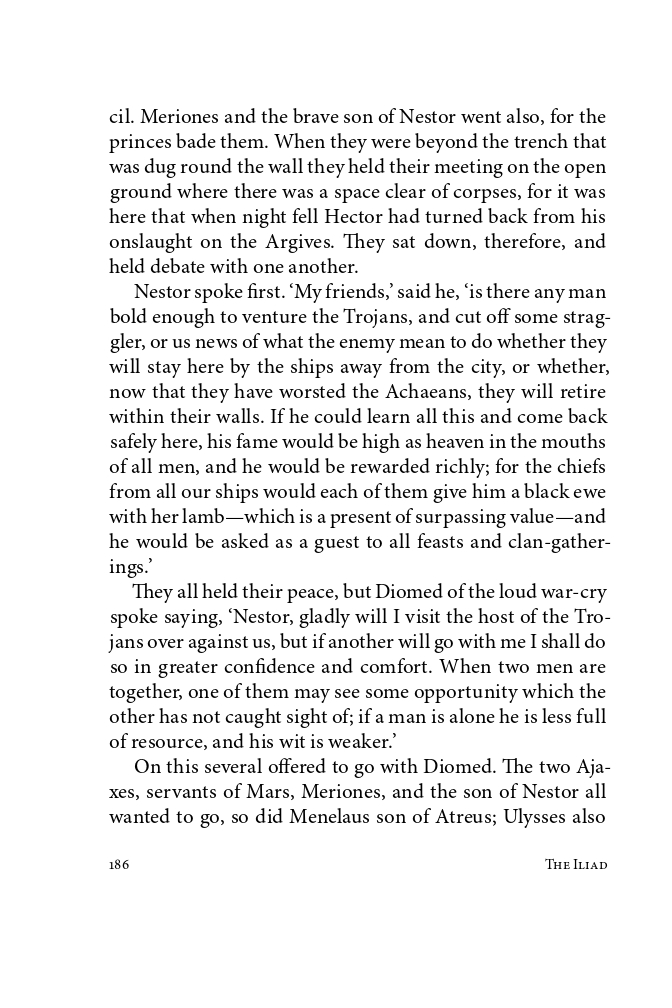 cil. Meriones and the brave son of Nestor went also, for the
princes bade them. When they were beyond the trench that
was dug round the wall they held their meeting on the open
ground where there was a space clear of corpses, for it was
here that when night fell Hector had turned back from his
onslaught on the Argives. They sat down, therefore, and
held debate with one another.
Nestor spoke first. ‘My friends,’ said he, ‘is there any man
bold enough to venture the Trojans, and cut off some strag-
gler, or us news of what the enemy mean to do whether they
will stay here by the ships away from the city, or whether,
now that they have worsted the Achaeans, they will retire
within their walls. If he could learn all this and come back
safely here, his fame would be high as heaven in the mouths
of all men, and he would be rewarded richly; for the chiefs
from all our ships would each of them give him a black ewe
with her lamb—which is a present of surpassing value—and
he would be asked as a guest to all feasts and clan-gather-
ings.’
They all held their peace, but Diomed of the loud war-cry
spoke saying, ‘Nestor, gladly will I visit the host of the Tro-
jans over against us, but if another will go with me I shall do
so in greater confidence and comfort. When two men are
together, one of them may see some opportunity which the
other has not caught sight of; if a man is alone he is less full
of resource, and his wit is weaker.’
On this several offered to go with Diomed. The two Aja-
xes, servants of Mars, Meriones, and the son of Nestor all
wanted to go, so did Menelaus son of Atreus; Ulysses also
186 The Iliad